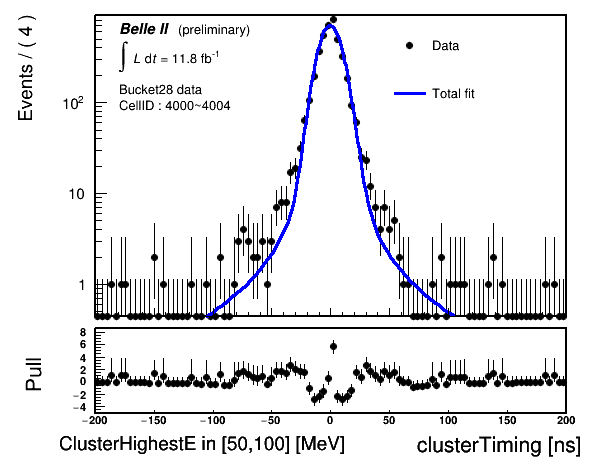 Events / ( 4 )
Belle II (preliminary)
∫ L dt = 11.8 fb⁻¹
Bucket28 data
CellID : 4000~4004
Data
Total fit
10²
10
1
Pull
8
6
4
2
0
−2
−4
−200 −150 −100 −50 0 50 100 150 200
ClusterHighestE in [50,100] [MeV] clusterTiming [ns]